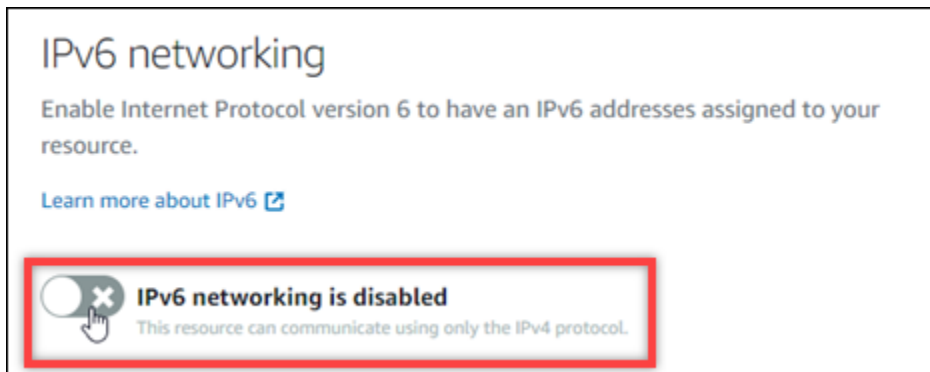 IPv6 networking
Enable Internet Protocol version 6 to have an IPv6 addresses assigned to your
resource.
Learn more about IPv6
IPv6 networking is disabled
This resource can communicate using only the IPv4 protocol.